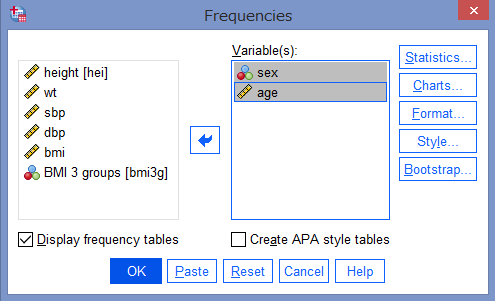 Frequencies
Variable(s):
height [hei]
wt
sbp
dbp
bmi
BMI 3 groups [bmi3g]
sex
age
Statistics...
Charts...
Format...
Style...
Bootstrap...
Display frequency tables
Create APA style tables
OK
Paste
Reset
Cancel
Help